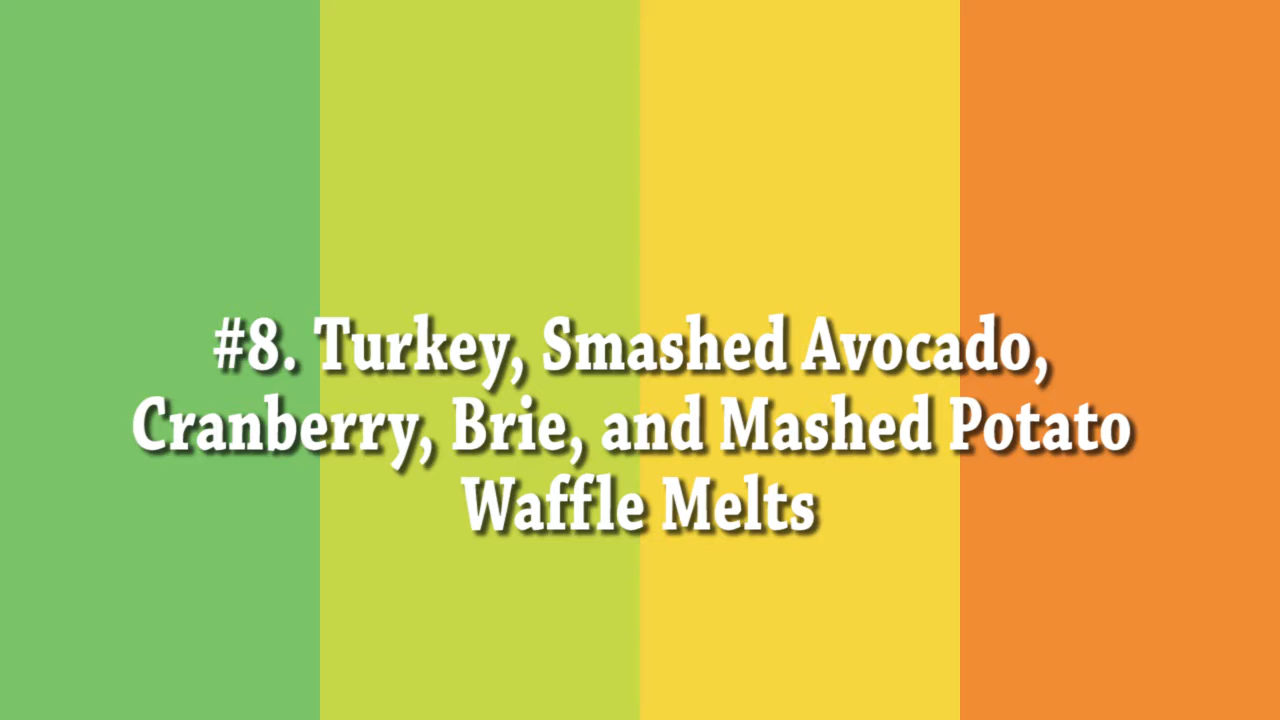 #8. Turkey, Smashed Avocado,
Cranberry, Brie, and Mashed Potato
Waffle Melts